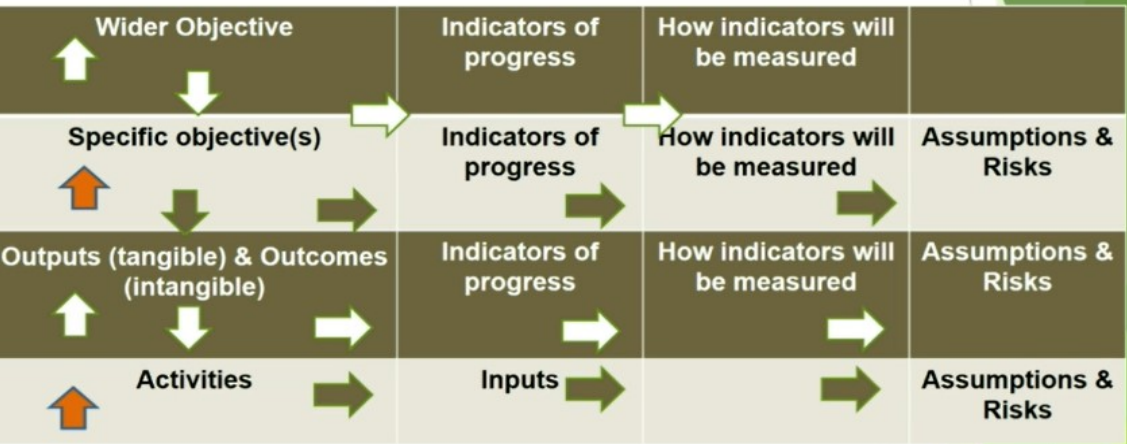 Wider Objective
Indicators of
progress
How indicators will
be measured
Specific objective(s)
Indicators of
progress
How indicators will
be measured
Assumptions &
Risks
Outputs (tangible) & Outcomes
(intangible)
Indicators of
progress
How indicators will
be measured
Assumptions &
Risks
Activities
Inputs
Assumptions &
Risks